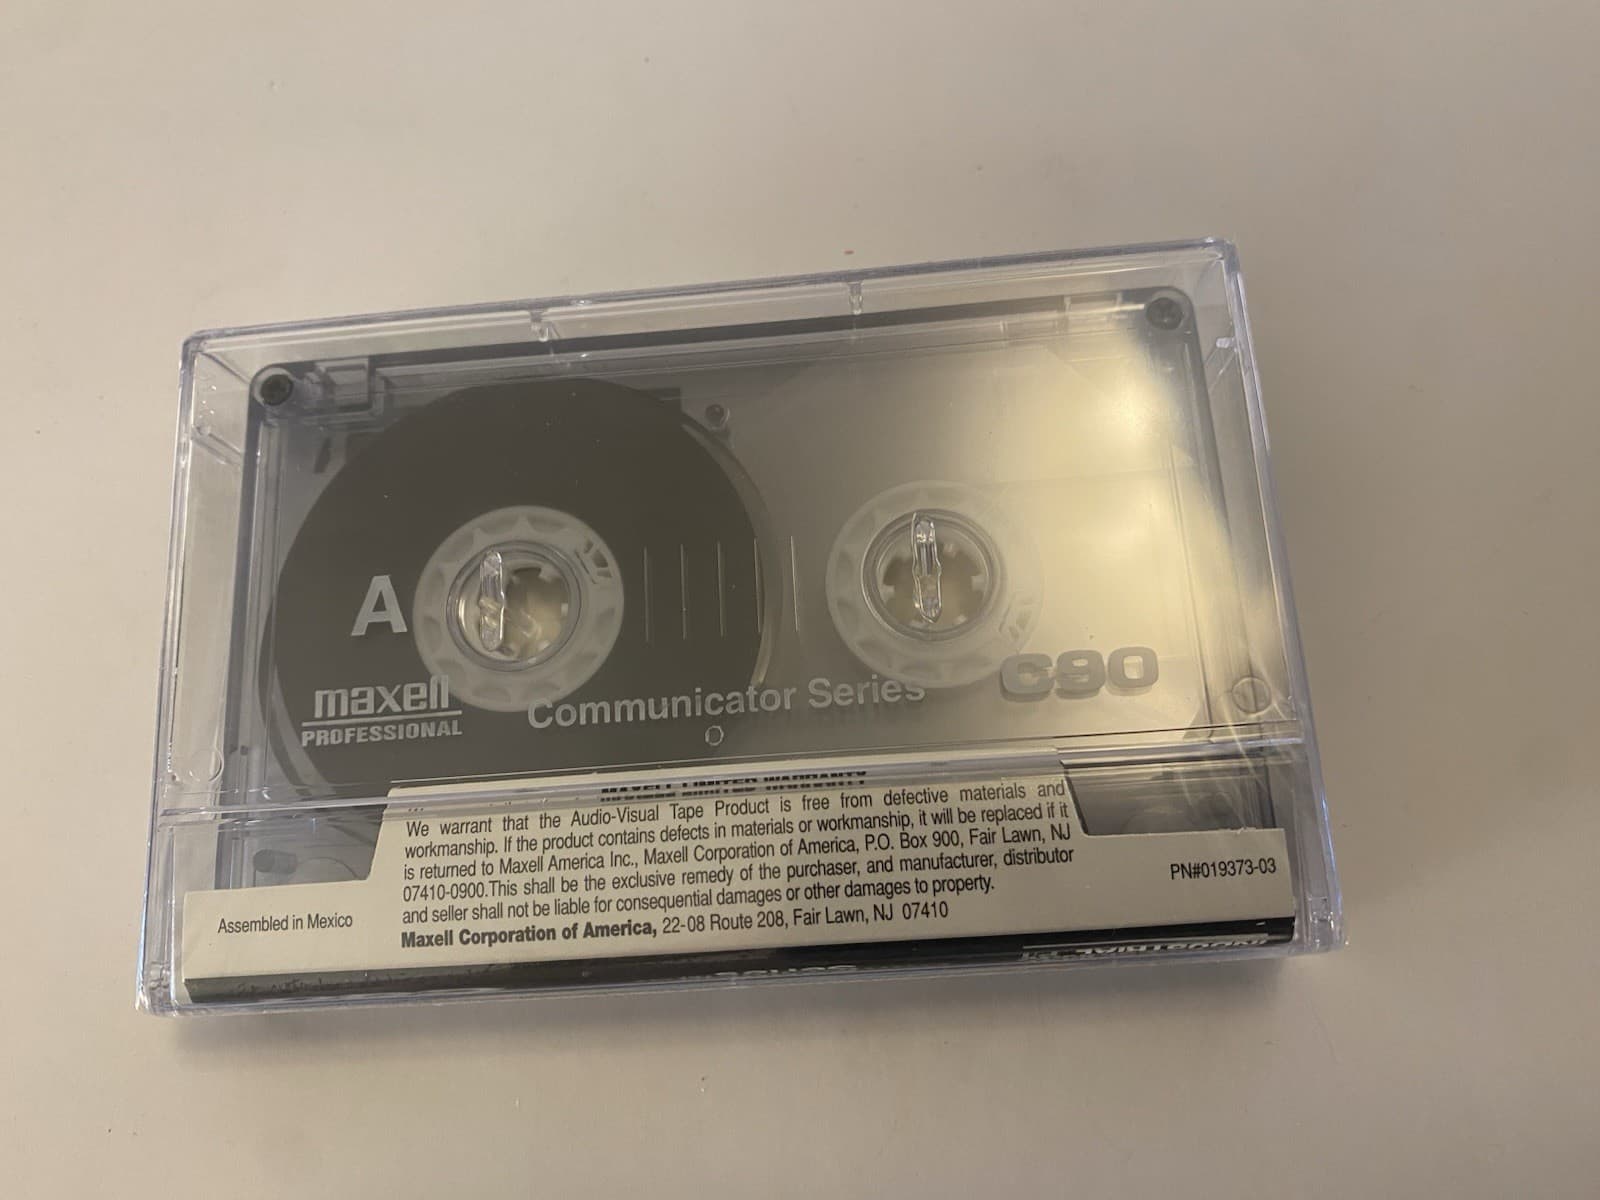 A
maxell
PROFESSIONAL
Communicator Series
C90
MAXELL LIMITED WARRANTY
We warrant that the Audio-Visual Tape Product is free from defective materials and
workmanship. If the product contains defects in materials or workmanship, it will be replaced if it
is returned to Maxell America Inc., Maxell Corporation of America, P.O. Box 900, Fair Lawn, NJ
07410-0900.This shall be the exclusive remedy of the purchaser, and manufacturer, distributor
and seller shall not be liable for consequential damages or other damages to property.
Maxell Corporation of America, 22-08 Route 208, Fair Lawn, NJ 07410
Assembled in Mexico
PN#019373-03